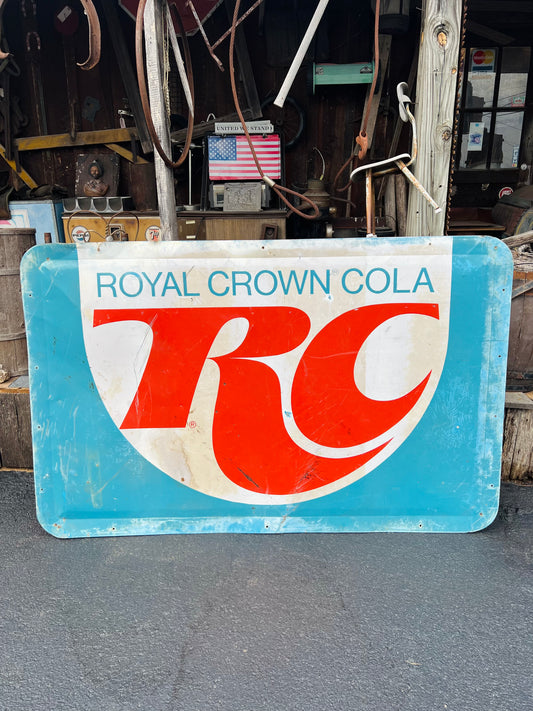 UNITED WE STAND
ROYAL CROWN COLA
RC
®